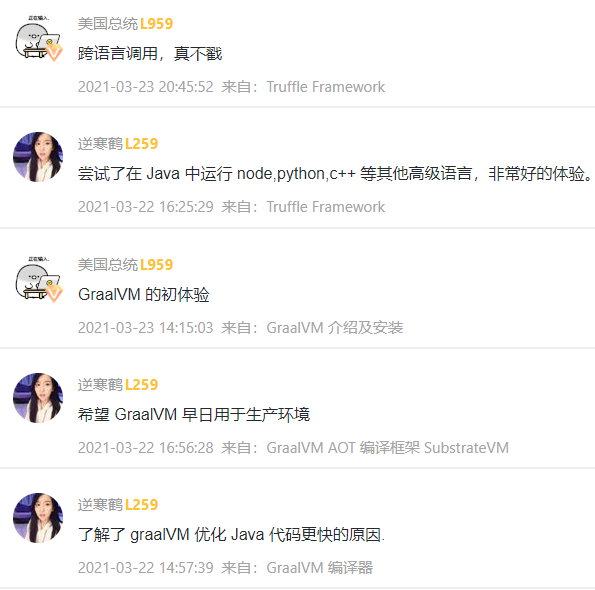 正在输入.
美国总统 L959
跨语言调用，真不戳
2021-03-23 20:45:52 来自：Truffle Framework
逆寒鹤 L259
尝试了在 Java 中运行 node,python,c++ 等其他高级语言，非常好的体验。
2021-03-22 16:25:29 来自：Truffle Framework
正在输入.
美国总统 L959
GraalVM 的初体验
2021-03-23 14:15:03 来自：GraalVM 介绍及安装
逆寒鹤 L259
希望 GraalVM 早日用于生产环境
2021-03-22 16:56:28 来自：GraalVM AOT 编译框架 SubstrateVM
逆寒鹤 L259
了解了 graalVM 优化 Java 代码更快的原因.
2021-03-22 14:57:39 来自：GraalVM 编译器